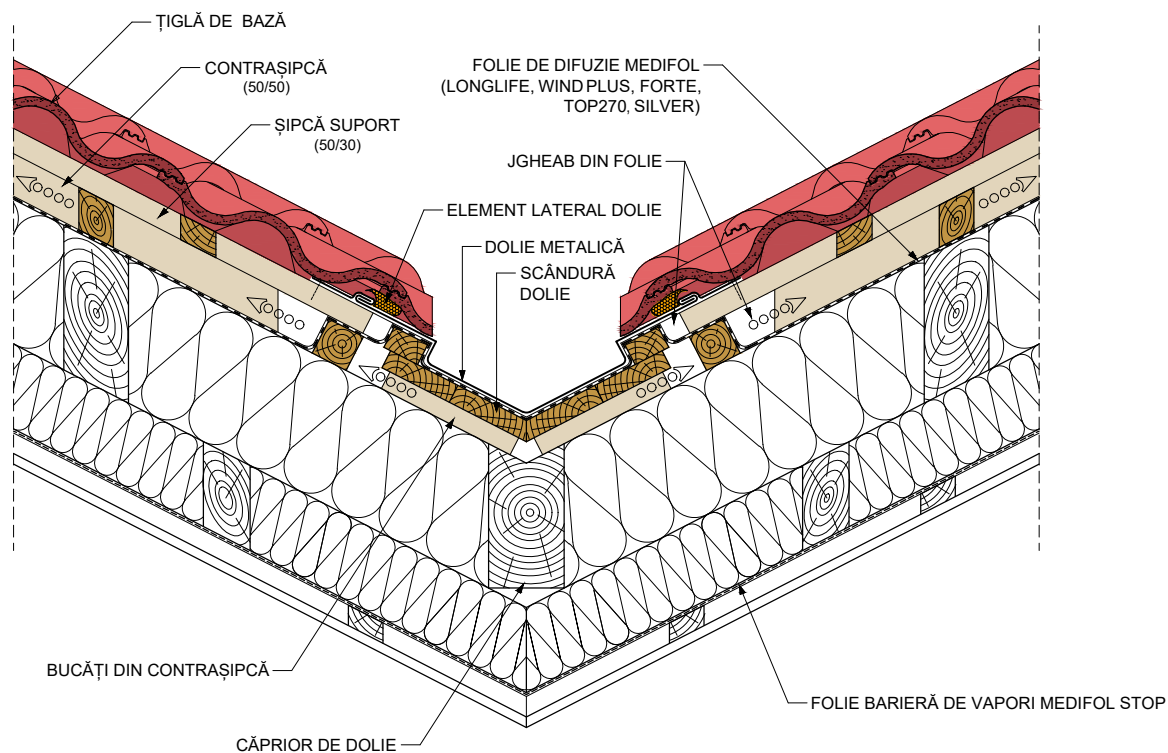 ȚIGLĂ DE BAZĂ
CONTRAȘIPCĂ
(50/50)
ȘIPCĂ SUPORT
(50/30)
FOLIE DE DIFUZIE MEDIFOL
(LONGLIFE, WIND PLUS, FORTE,
TOP270, SILVER)
JGHEAB DIN FOLIE
ELEMENT LATERAL DOLIE
DOLIE METALICĂ
SCÂNDURĂ
DOLIE
BUCĂȚI DIN CONTRAȘIPCĂ
CĂPRIOR DE DOLIE
FOLIE BARIERĂ DE VAPORI MEDIFOL STOP